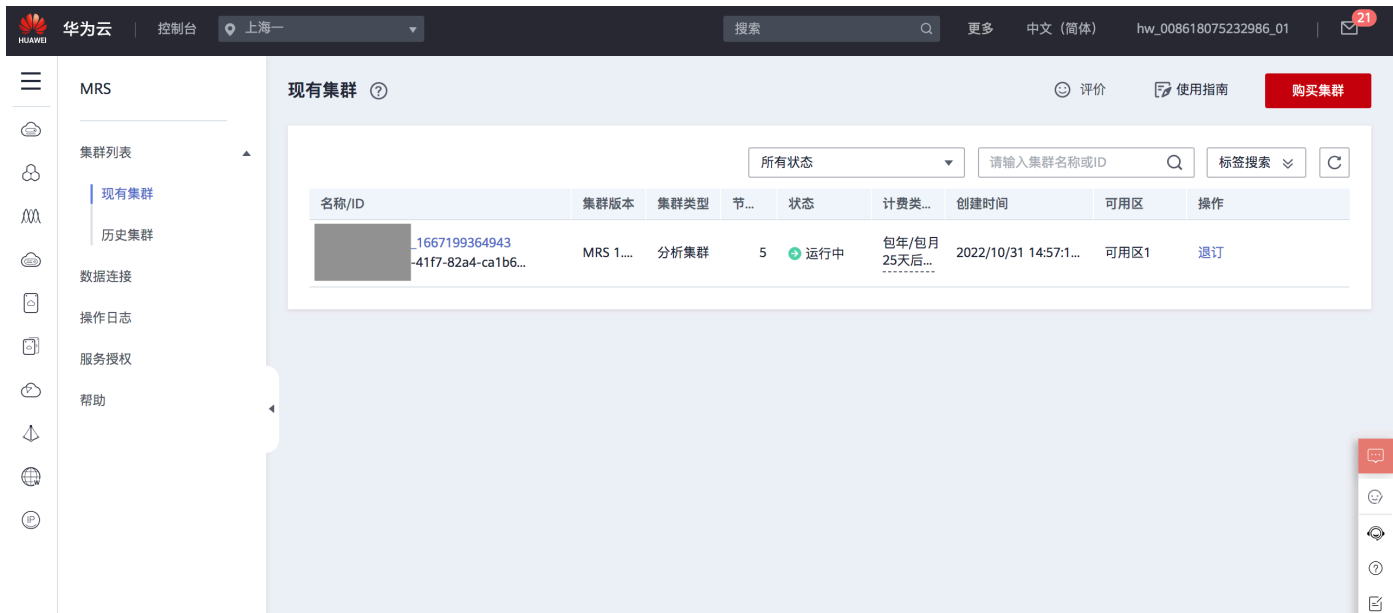 HUAWEI 华为云 控制台 上海一 搜索 更多 中文（简体） hw_008618075232986_01 21
MRS
集群列表
现有集群
历史集群
数据连接
操作日志
服务授权
帮助
现有集群 评价 使用指南 购买集群
所有状态 请输入集群名称或ID 标签搜索
名称/ID 集群版本 集群类型 节... 状态 计费类... 创建时间 可用区 操作
_1667199364943 MRS 1.... 分析集群 5 运行中 包年/包月 2022/10/31 14:57:1... 可用区1 退订
-41f7-82a4-ca1b6... 25天后...
IP